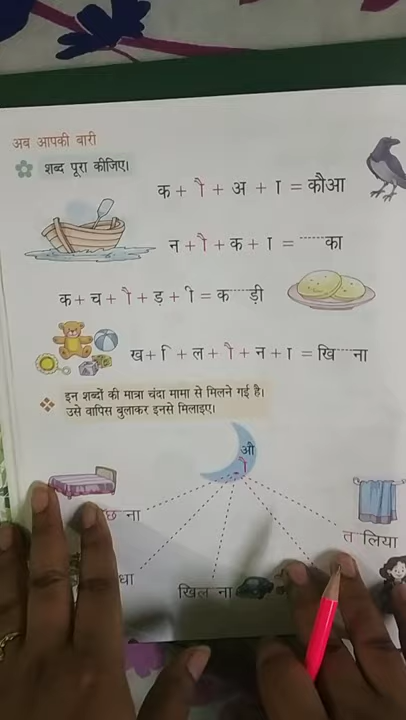 अब आपकी बारी
शब्द पूरा कीजिए।
क + ौ + अ + ा = कौआ
न + ौ + क + ा = ......का
क + च + ौ + ड़ + ी = क......ड़ी
ख + ि + ल + ौ + न + ा = खि......ना
इन शब्दों की मात्रा चंदा मामा से मिलने गई है।
उसे वापिस बुलाकर इनसे मिलाइए।
औ
ौ
छ ना
त लिया
धा
खिल ना